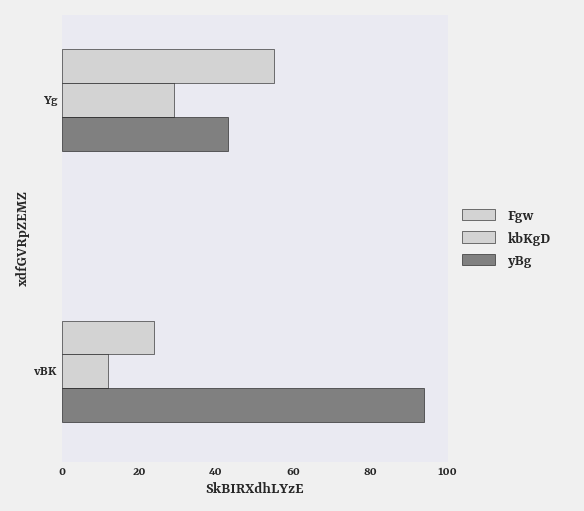 Yg
vBK
xdfGVRpZEMZ
0 20 40 60 80 100
SkBIRXdhLYzE
Fgw
kbKgD
yBg